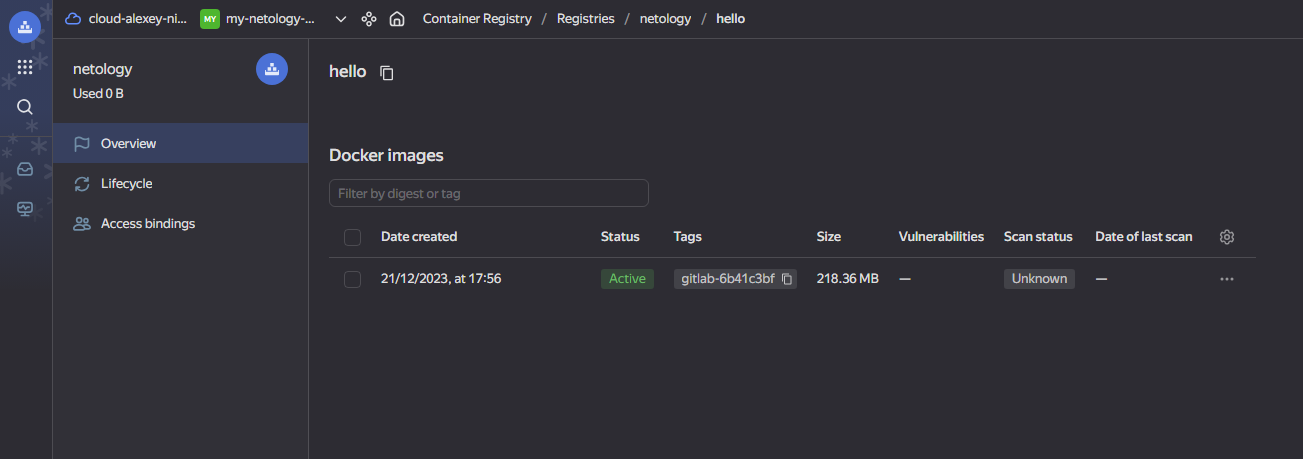 cloud-alexey-ni... MY my-netology-... Container Registry / Registries / netology / hello
netology
Used 0 B
Overview
Lifecycle
Access bindings
hello
Docker images
Filter by digest or tag
Date created Status Tags Size Vulnerabilities Scan status Date of last scan
21/12/2023, at 17:56 Active gitlab-6b41c3bf 218.36 MB — Unknown —